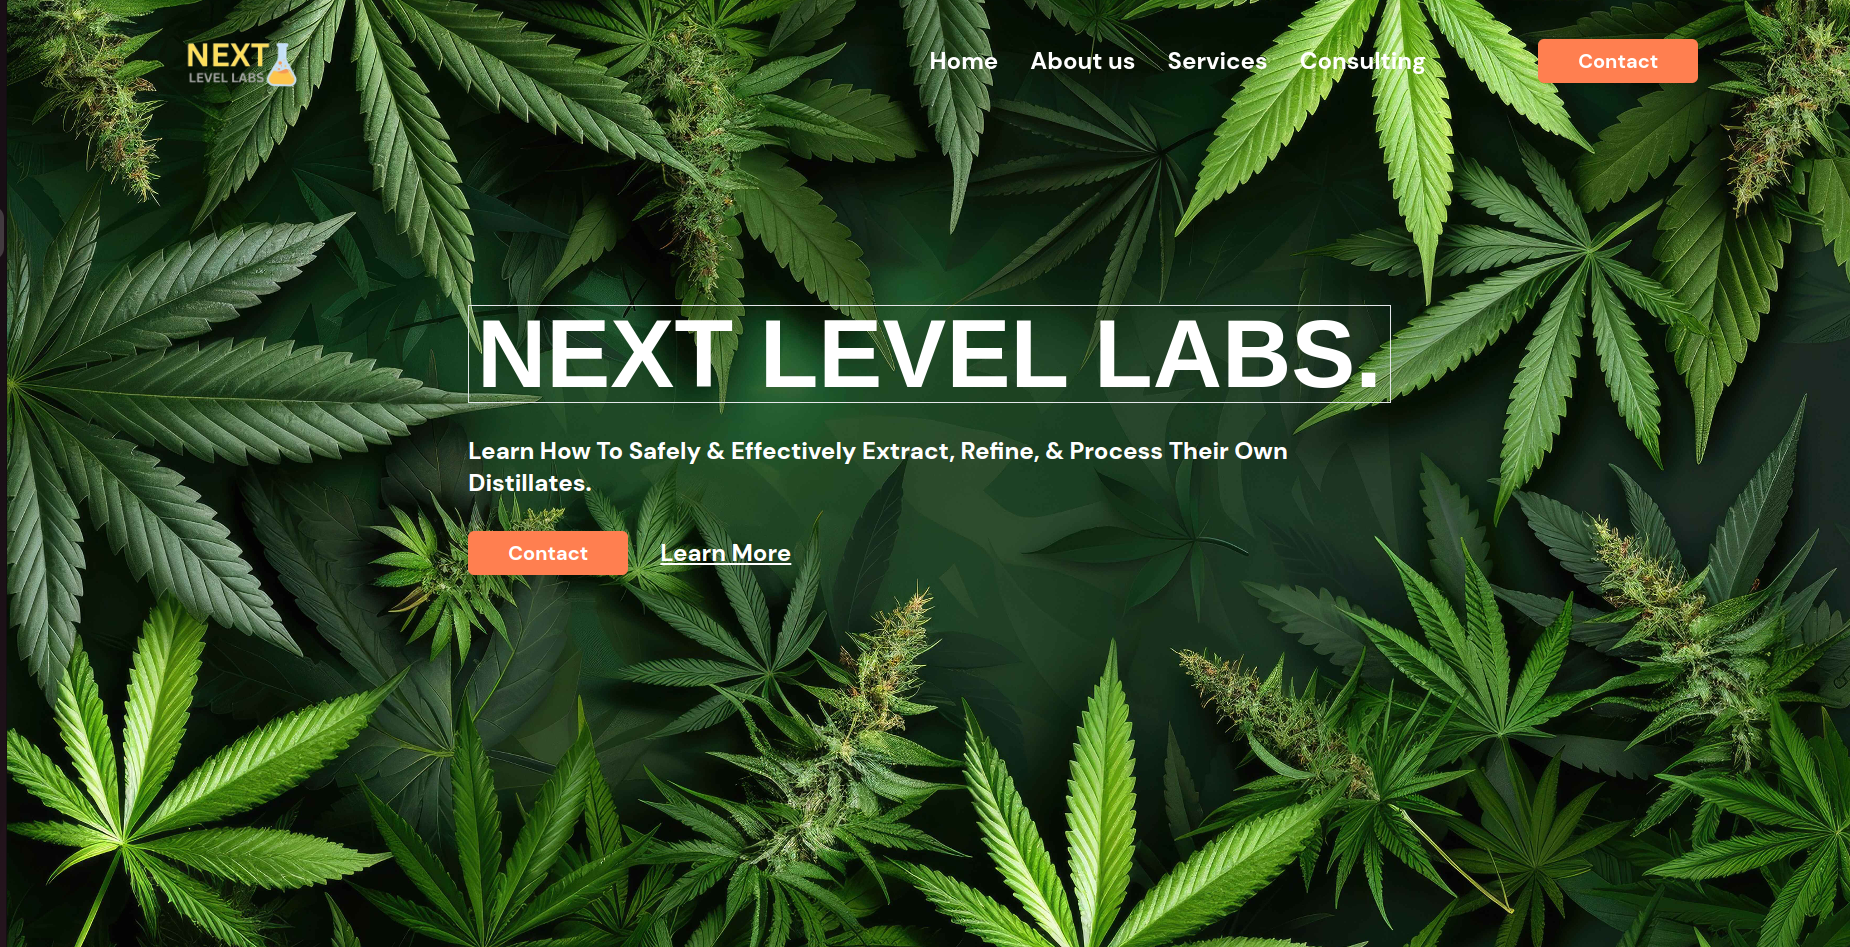 NEXT
LEVEL LABS
Home About us Services Consulting Contact
NEXT LEVEL LABS.
Learn How To Safely & Effectively Extract, Refine, & Process Their Own
Distillates.
Contact Learn More